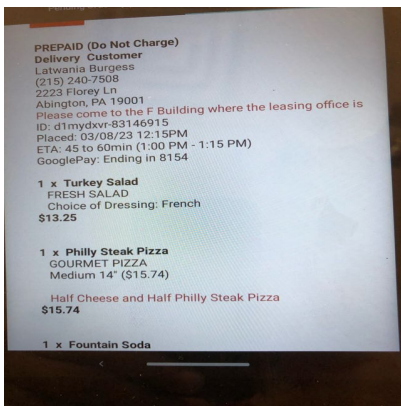 PREPAID (Do Not Charge)
Delivery Customer
Latwania Burgess
(215) 240-7508
2223 Florey Ln
Abington, PA 19001
Please come to the F Building where the leasing office is
ID: d1mydxvr-83146915
Placed: 03/08/23 12:15PM
ETA: 45 to 60min (1:00 PM - 1:15 PM)
GooglePay: Ending in 8154
1 x Turkey Salad
FRESH SALAD
Choice of Dressing: French
$13.25
1 x Philly Steak Pizza
GOURMET PIZZA
Medium 14" ($15.74)
Half Cheese and Half Philly Steak Pizza
$15.74
1 x Fountain Soda